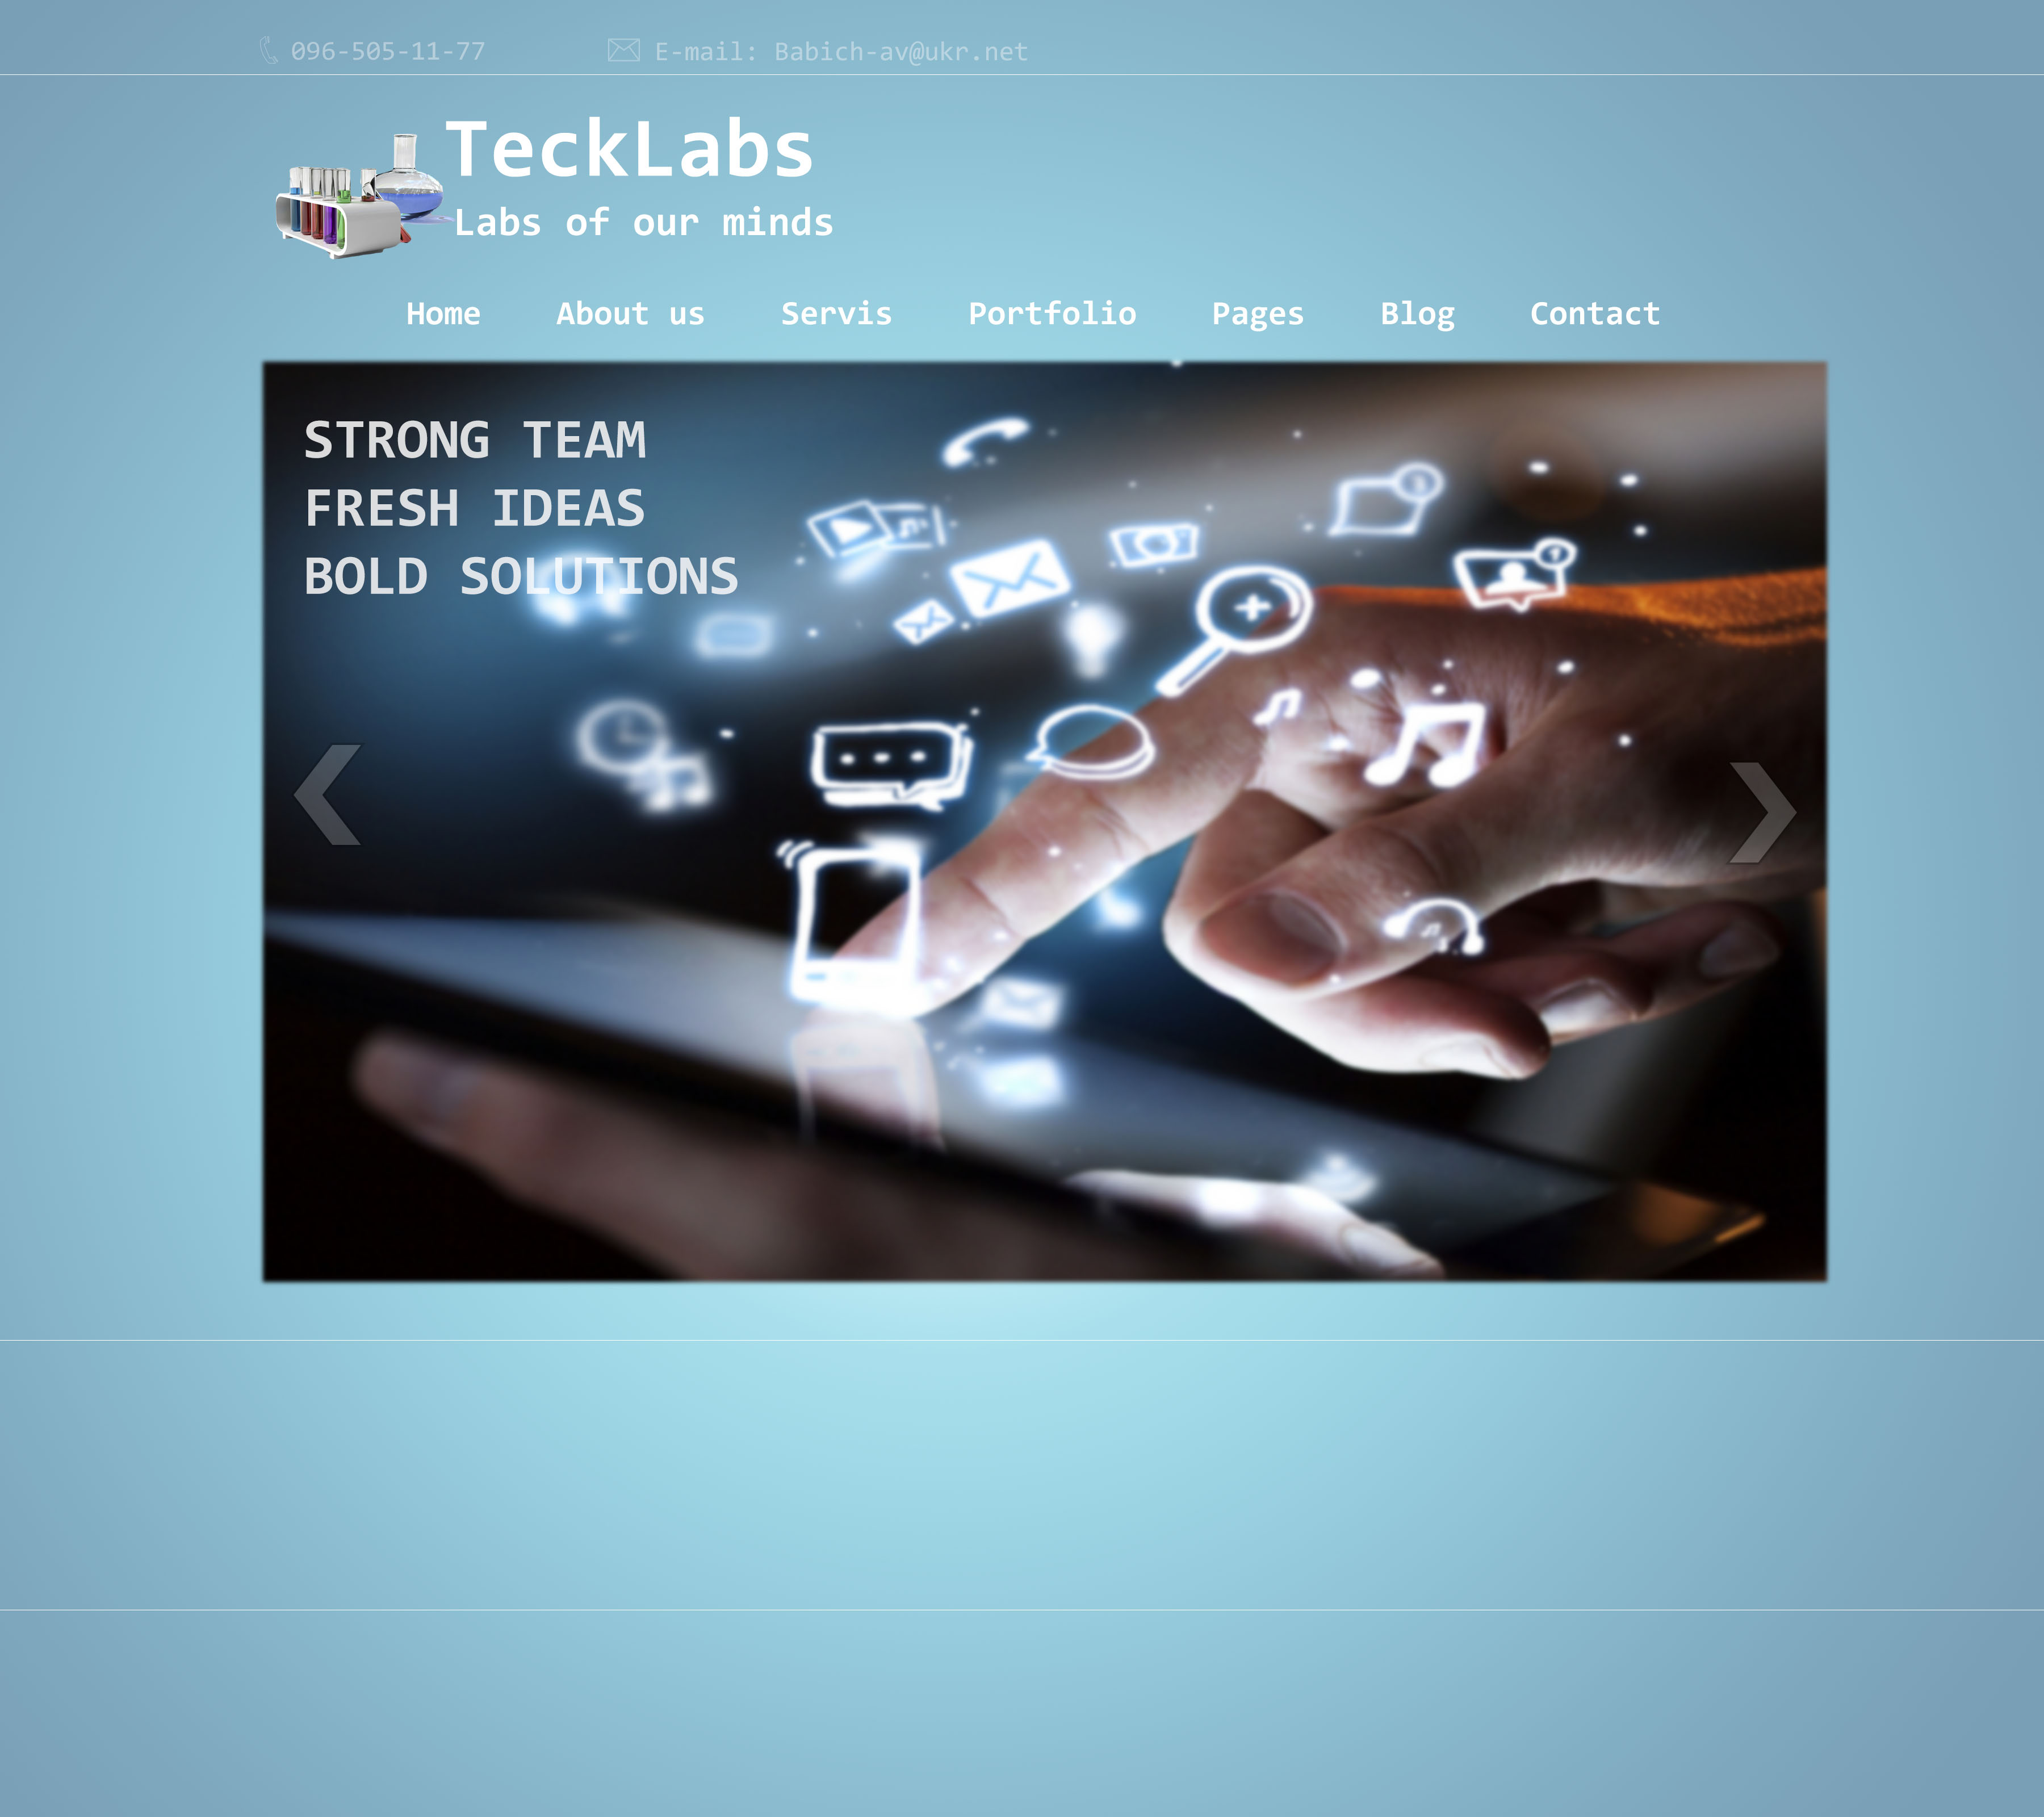 096-505-11-77 E-mail: Babich-av@ukr.net
TeckLabs
Labs of our minds
Home About us Servis Portfolio Pages Blog Contact
STRONG TEAM
FRESH IDEAS
BOLD SOLUTIONS